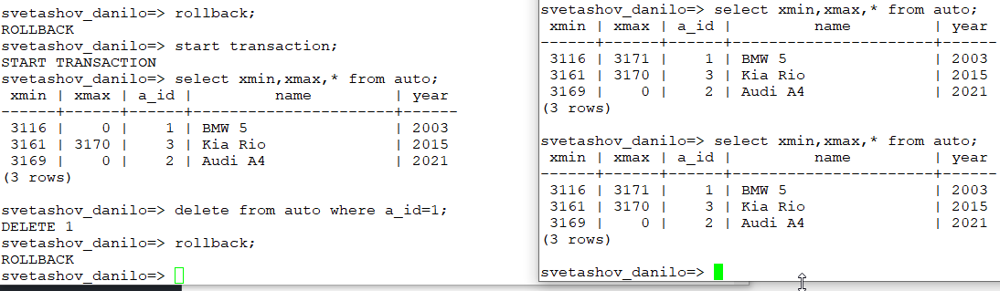 svetashov_danilo=> rollback;
ROLLBACK
svetashov_danilo=> start transaction;
START TRANSACTION
svetashov_danilo=> select xmin,xmax,* from auto;
 xmin | xmax | a_id |          name          | year
------+------+------+------------------------+------
 3116 |    0 |    1 | BMW 5                  | 2003
 3161 | 3170 |    3 | Kia Rio                | 2015
 3169 |    0 |    2 | Audi A4                | 2021
(3 rows)
svetashov_danilo=> delete from auto where a_id=1;
DELETE 1
svetashov_danilo=> rollback;
ROLLBACK
svetashov_danilo=>
svetashov_danilo=> select xmin,xmax,* from auto;
 xmin | xmax | a_id |          name          | year
------+------+------+------------------------+------
 3116 | 3171 |    1 | BMW 5                  | 2003
 3161 | 3170 |    3 | Kia Rio                | 2015
 3169 |    0 |    2 | Audi A4                | 2021
(3 rows)
svetashov_danilo=> select xmin,xmax,* from auto;
 xmin | xmax | a_id |          name          | year
------+------+------+------------------------+------
 3116 | 3171 |    1 | BMW 5                  | 2003
 3161 | 3170 |    3 | Kia Rio                | 2015
 3169 |    0 |    2 | Audi A4                | 2021
(3 rows)
svetashov_danilo=>